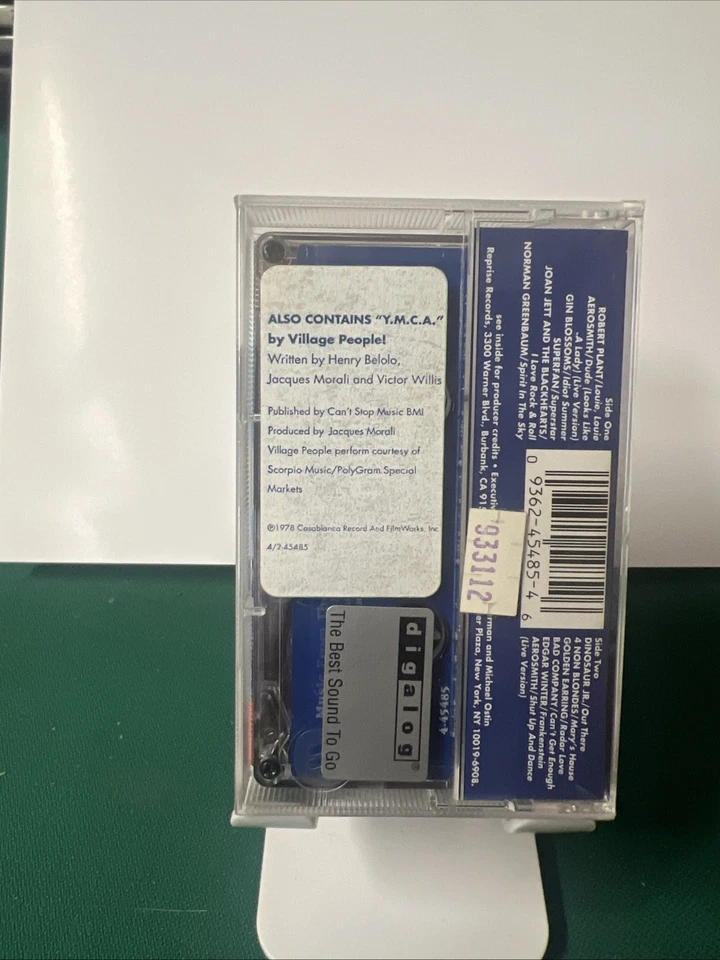 ALSO CONTAINS "Y.M.C.A."
by Village People!
Written by Henry Belolo,
Jacques Morali and Victor Willis
Published by Can't Stop Music BMI
Produced by Jacques Morali
Village People perform courtesy of
Scorpio Music/PolyGram Special
Markets
℗1978 Casablanca Record And FilmWorks, Inc
4/2-45485
digalog®
The Best Sound To Go
4-45485
Side One
ROBERT PLANT/Louie, Louie
AEROSMITH/Dude (Looks Like
A Lady) (Live Version)
GIN BLOSSOMS/Idiot Summer
SUPERFAN/Superstar
JOAN JETT AND THE BLACKHEARTS/
I Love Rock & Roll
NORMAN GREENBAUM/Spirit In The Sky
0 9362-45485-4 6
Side Two
DINOSAUR JR./Out There
4 NON BLONDES/Mary's House
GOLDEN EARRING/Radar Love
BAD COMPANY/Can't Get Enough
EDGAR WINTER/Frankenstein
AEROSMITH/Shut Up And Dance
(Live Version)
see inside for producer credits • Executiv rman and Michael Ostin
Reprise Records, 3300 Warner Blvd., Burbank, CA 915 er Plaza, New York, NY 10019-6908.
933112